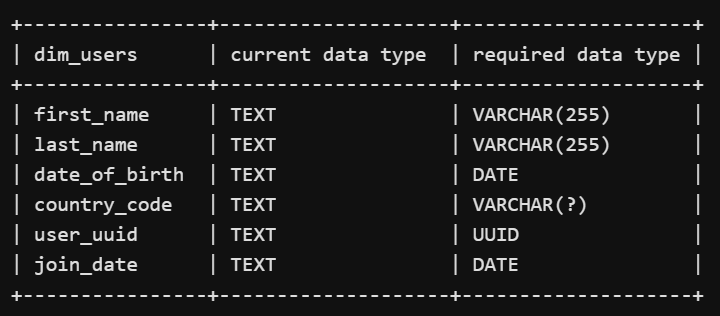 +----------------+--------------------+--------------------+
| dim_users      | current data type  | required data type |
+----------------+--------------------+--------------------+
| first_name     | TEXT               | VARCHAR(255)       |
| last_name      | TEXT               | VARCHAR(255)       |
| date_of_birth  | TEXT               | DATE               |
| country_code   | TEXT               | VARCHAR(?)         |
| user_uuid      | TEXT               | UUID               |
| join_date      | TEXT               | DATE               |
+----------------+--------------------+--------------------+